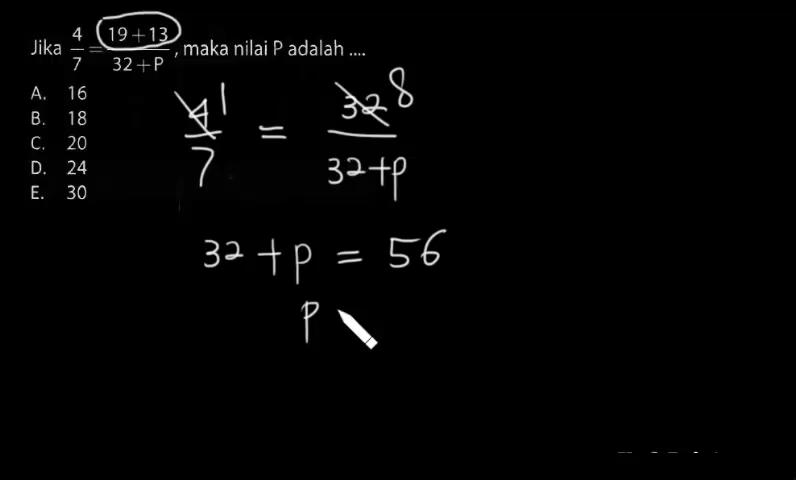 Jika 4/7 = 19+13/32+P, maka nilai P adalah ....
A. 16
B. 18
C. 20
D. 24
E. 30
4 1/7 = 32 8/32+p
32+p = 56
p